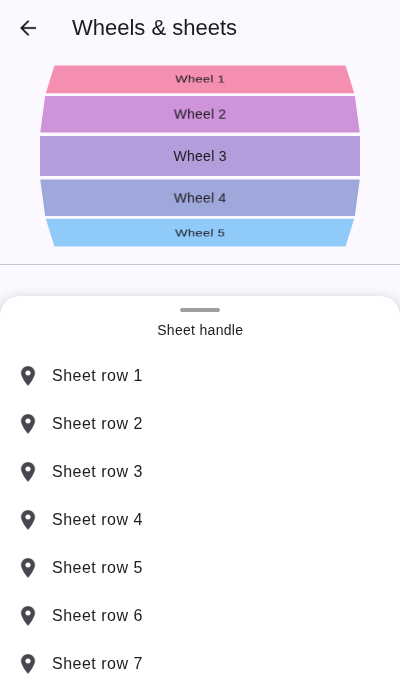 Wheels & sheets
Wheel 1
Wheel 2
Wheel 3
Wheel 4
Wheel 5
Sheet handle
Sheet row 1
Sheet row 2
Sheet row 3
Sheet row 4
Sheet row 5
Sheet row 6
Sheet row 7